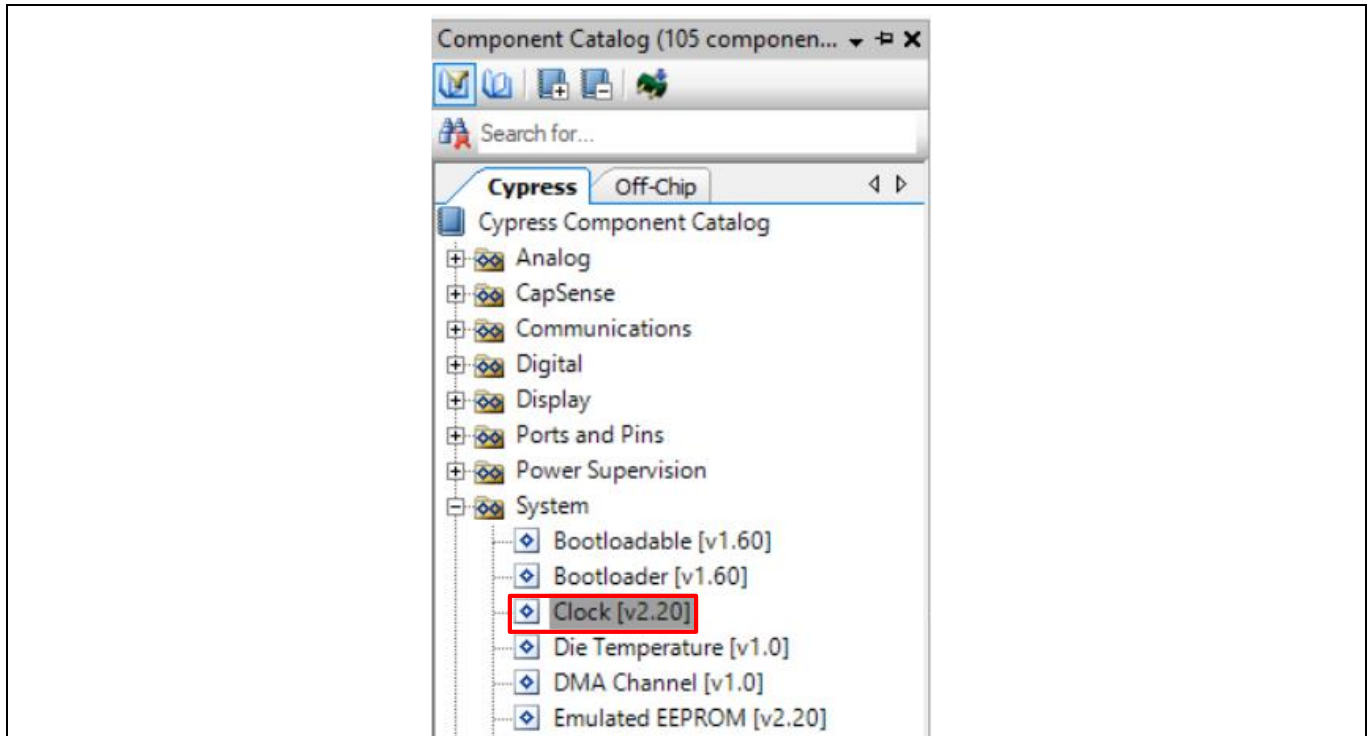 Component Catalog (105 componen...
Search for...
Cypress Off-Chip
Cypress Component Catalog
Analog
CapSense
Communications
Digital
Display
Ports and Pins
Power Supervision
System
Bootloadable [v1.60]
Bootloader [v1.60]
Clock [v2.20]
Die Temperature [v1.0]
DMA Channel [v1.0]
Emulated EEPROM [v2.20]